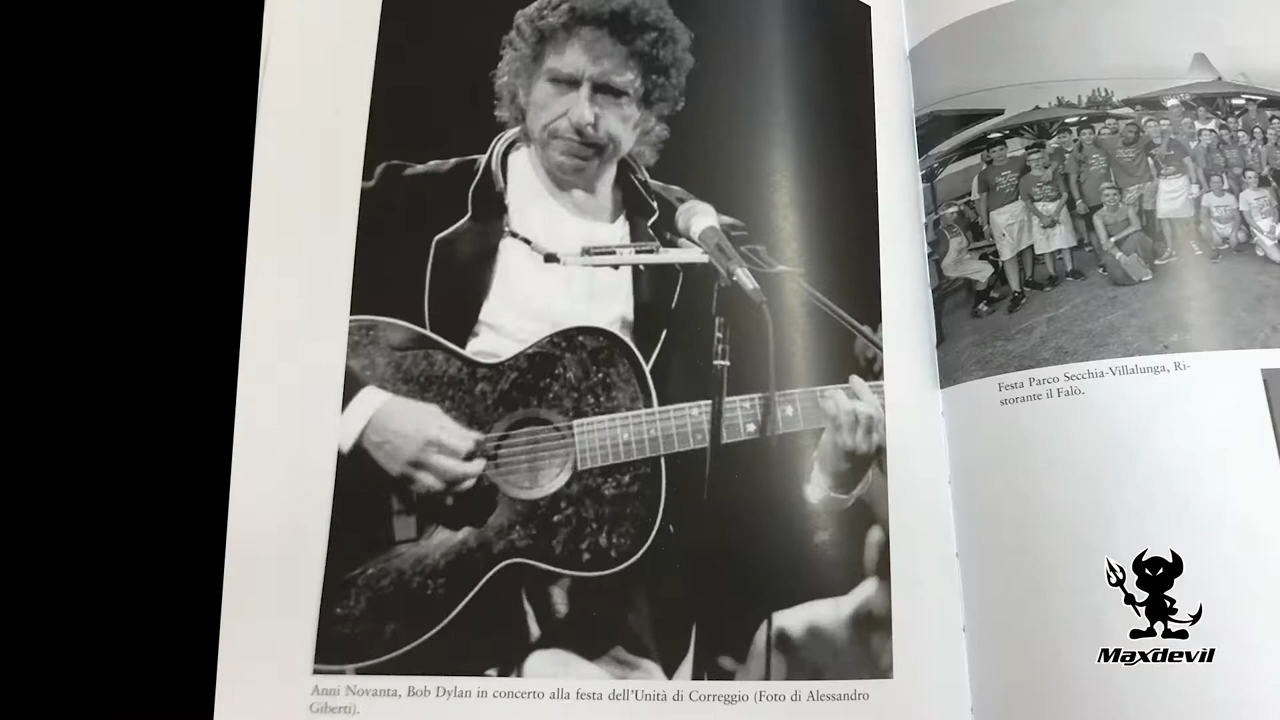 Anni Novanta, Bob Dylan in concerto alla festa dell'Unità di Correggio (Foto di Alessandro
Giberti).
Festa Parco Secchia-Villalunga, Ri-
storante il Falò.
Maxdevil